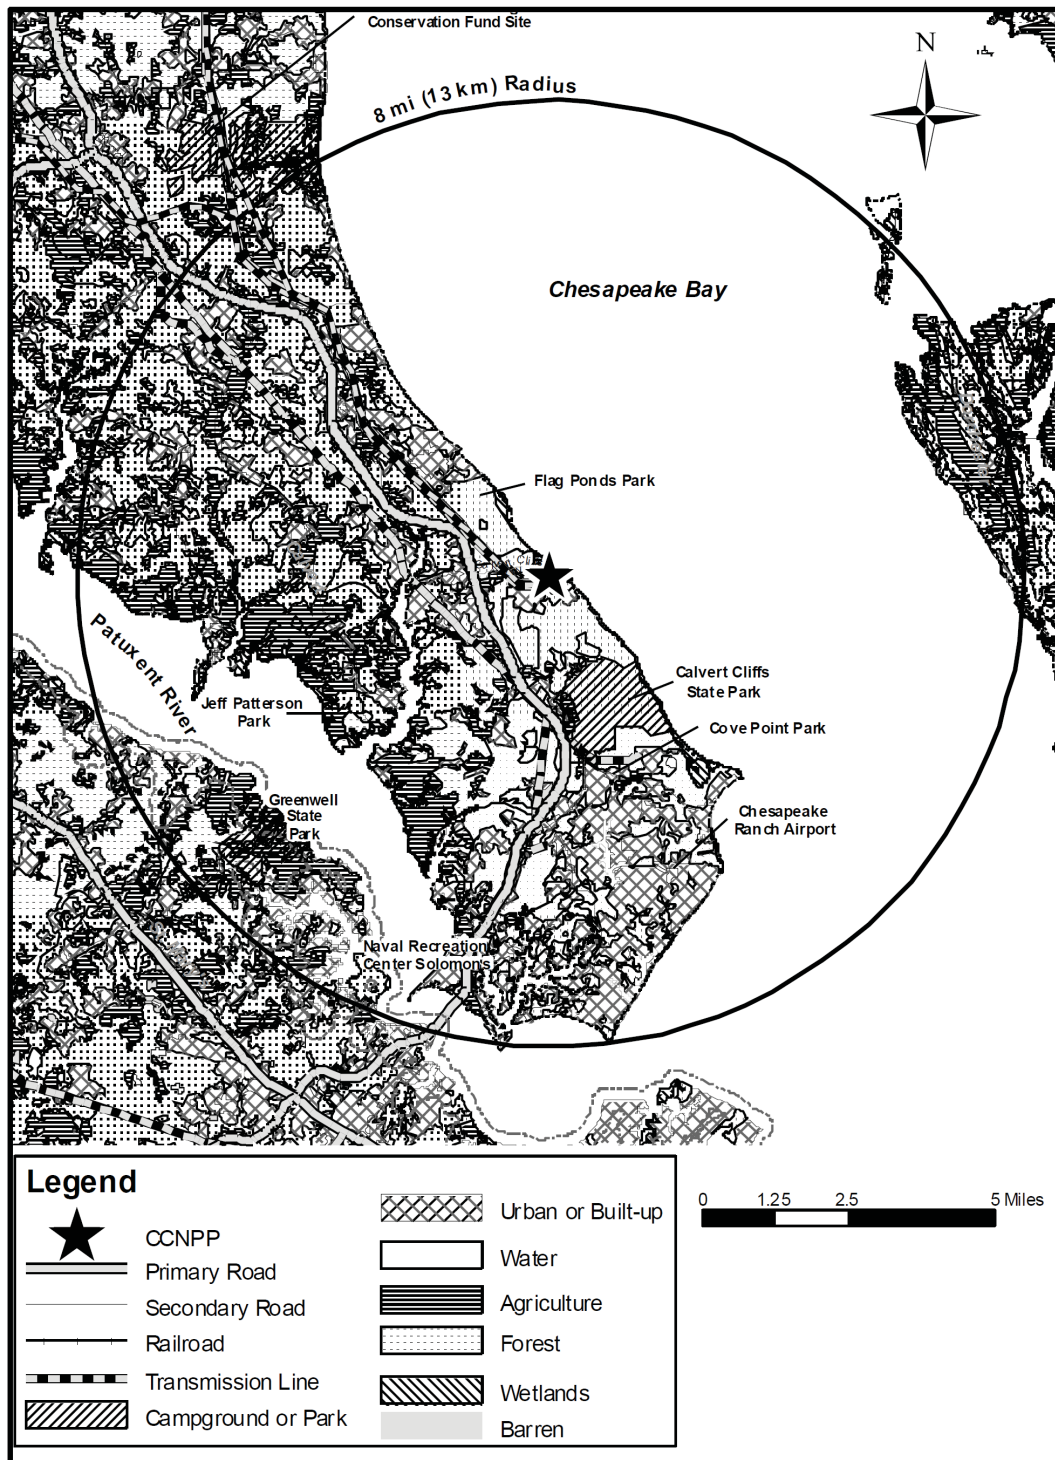 Conservation Fund Site
N
8 mi (13 km) Radius
Chesapeake Bay
Flag Ponds Park
Patuxent River
Calvert Cliffs
State Park
Jeff Patterson
Park
Cove Point Park
Greenwell
State
Park
Chesapeake
Ranch Airport
Naval Recreation
Center Solomons
Legend
CCNPP
Primary Road
Secondary Road
Railroad
Transmission Line
Campground or Park
Urban or Built-up
Water
Agriculture
Forest
Wetlands
Barren
0 1.25 2.5 5 Miles